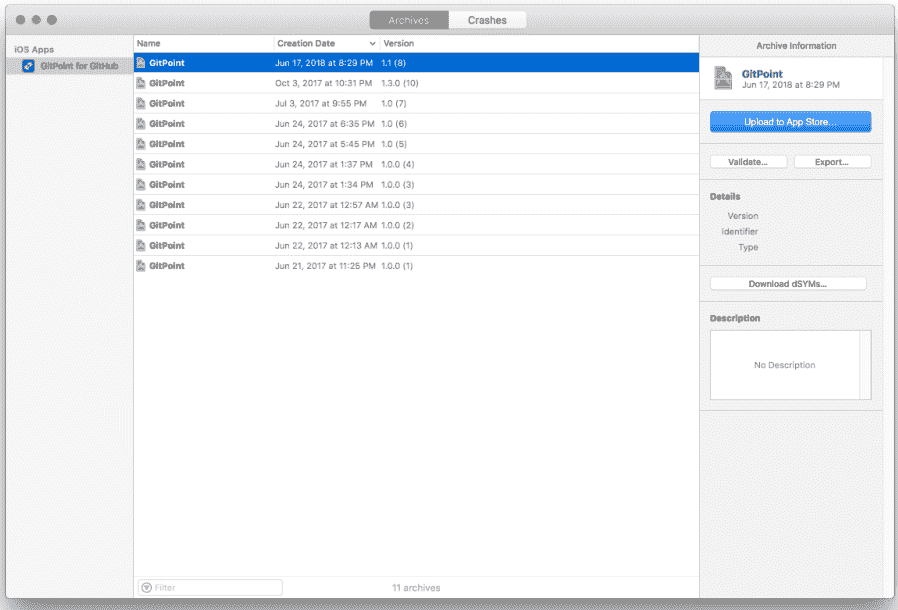 Archives Crashes
iOS Apps
GitPoint for GitHub
Name Creation Date Version
GitPoint Jun 17, 2018 at 8:29 PM 1.1 (8)
GitPoint Oct 3, 2017 at 10:31 PM 1.3.0 (10)
GitPoint Jul 3, 2017 at 9:55 PM 1.0 (7)
GitPoint Jun 24, 2017 at 6:35 PM 1.0 (6)
GitPoint Jun 24, 2017 at 5:45 PM 1.0 (5)
GitPoint Jun 24, 2017 at 1:37 PM 1.0.0 (4)
GitPoint Jun 24, 2017 at 1:34 PM 1.0.0 (3)
GitPoint Jun 22, 2017 at 12:57 AM 1.0.0 (3)
GitPoint Jun 22, 2017 at 12:17 AM 1.0.0 (2)
GitPoint Jun 22, 2017 at 12:13 AM 1.0.0 (1)
GitPoint Jun 21, 2017 at 11:25 PM 1.0.0 (1)
Filter
11 archives
Archive Information
GitPoint
Jun 17, 2018 at 8:29 PM
Upload to App Store...
Validate... Export...
Details
Version
Identifier
Type
Download dSYMs...
Description
No Description